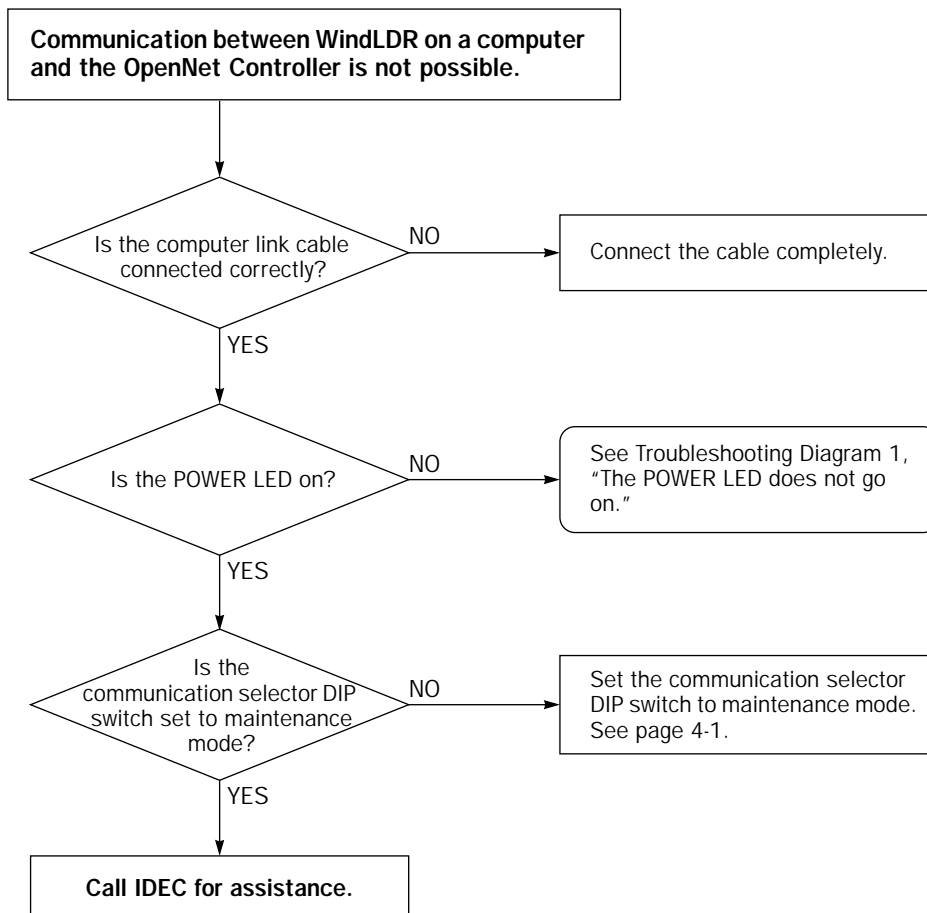 Communication between WindLDR on a computer
and the OpenNet Controller is not possible.
Is the computer link cable
connected correctly?
NO
Connect the cable completely.
YES
Is the POWER LED on?
NO
See Troubleshooting Diagram 1,
“The POWER LED does not go
on.”
YES
Is the
communication selector DIP
switch set to maintenance
mode?
NO
Set the communication selector
DIP switch to maintenance mode.
See page 4-1.
YES
Call IDEC for assistance.